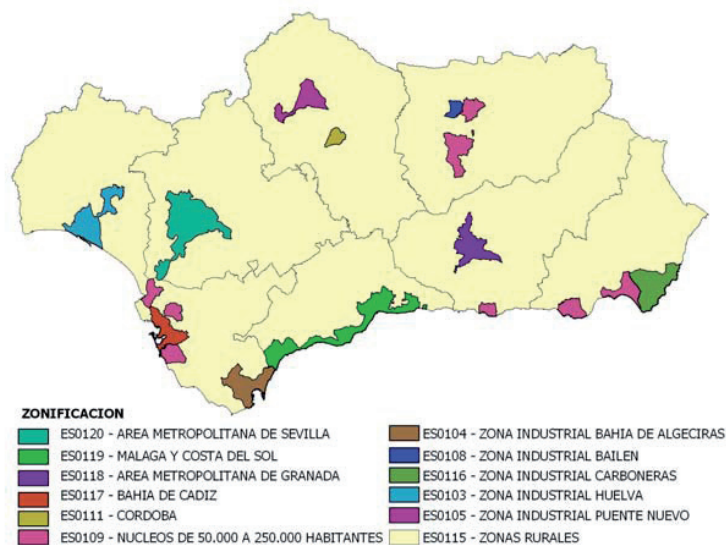 ZONIFICACION
ES0120 - AREA METROPOLITANA DE SEVILLA
ES0119 - MALAGA Y COSTA DEL SOL
ES0118 - AREA METROPOLITANA DE GRANADA
ES0117 - BAHIA DE CADIZ
ES0111 - CORDOBA
ES0109 - NUCLEOS DE 50.000 A 250.000 HABITANTES
ES0104 - ZONA INDUSTRIAL BAHIA DE ALGECIRAS
ES0108 - ZONA INDUSTRIAL BAILEN
ES0116 - ZONA INDUSTRIAL CARBONERAS
ES0103 - ZONA INDUSTRIAL HUELVA
ES0105 - ZONA INDUSTRIAL PUENTE NUEVO
ES0115 - ZONAS RURALES